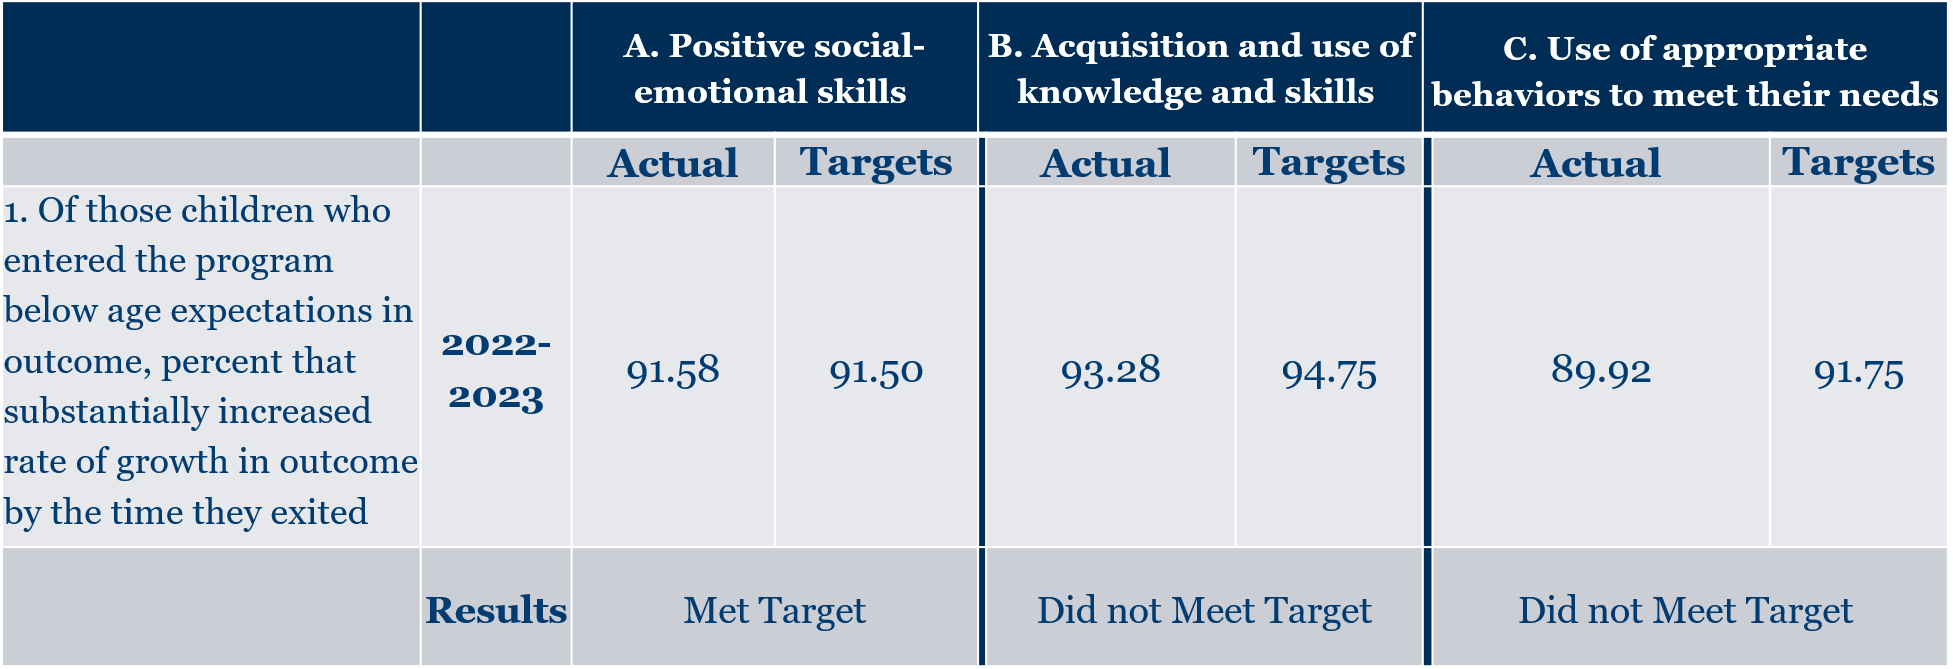 A. Positive social-
emotional skills
B. Acquisition and use of
knowledge and skills
C. Use of appropriate
behaviors to meet their needs
Actual
Targets
Actual
Targets
Actual
Targets
1. Of those children who
entered the program
below age expectations in
outcome, percent that
substantially increased
rate of growth in outcome
by the time they exited
2022-
2023
91.58
91.50
93.28
94.75
89.92
91.75
Results
Met Target
Did not Meet Target
Did not Meet Target